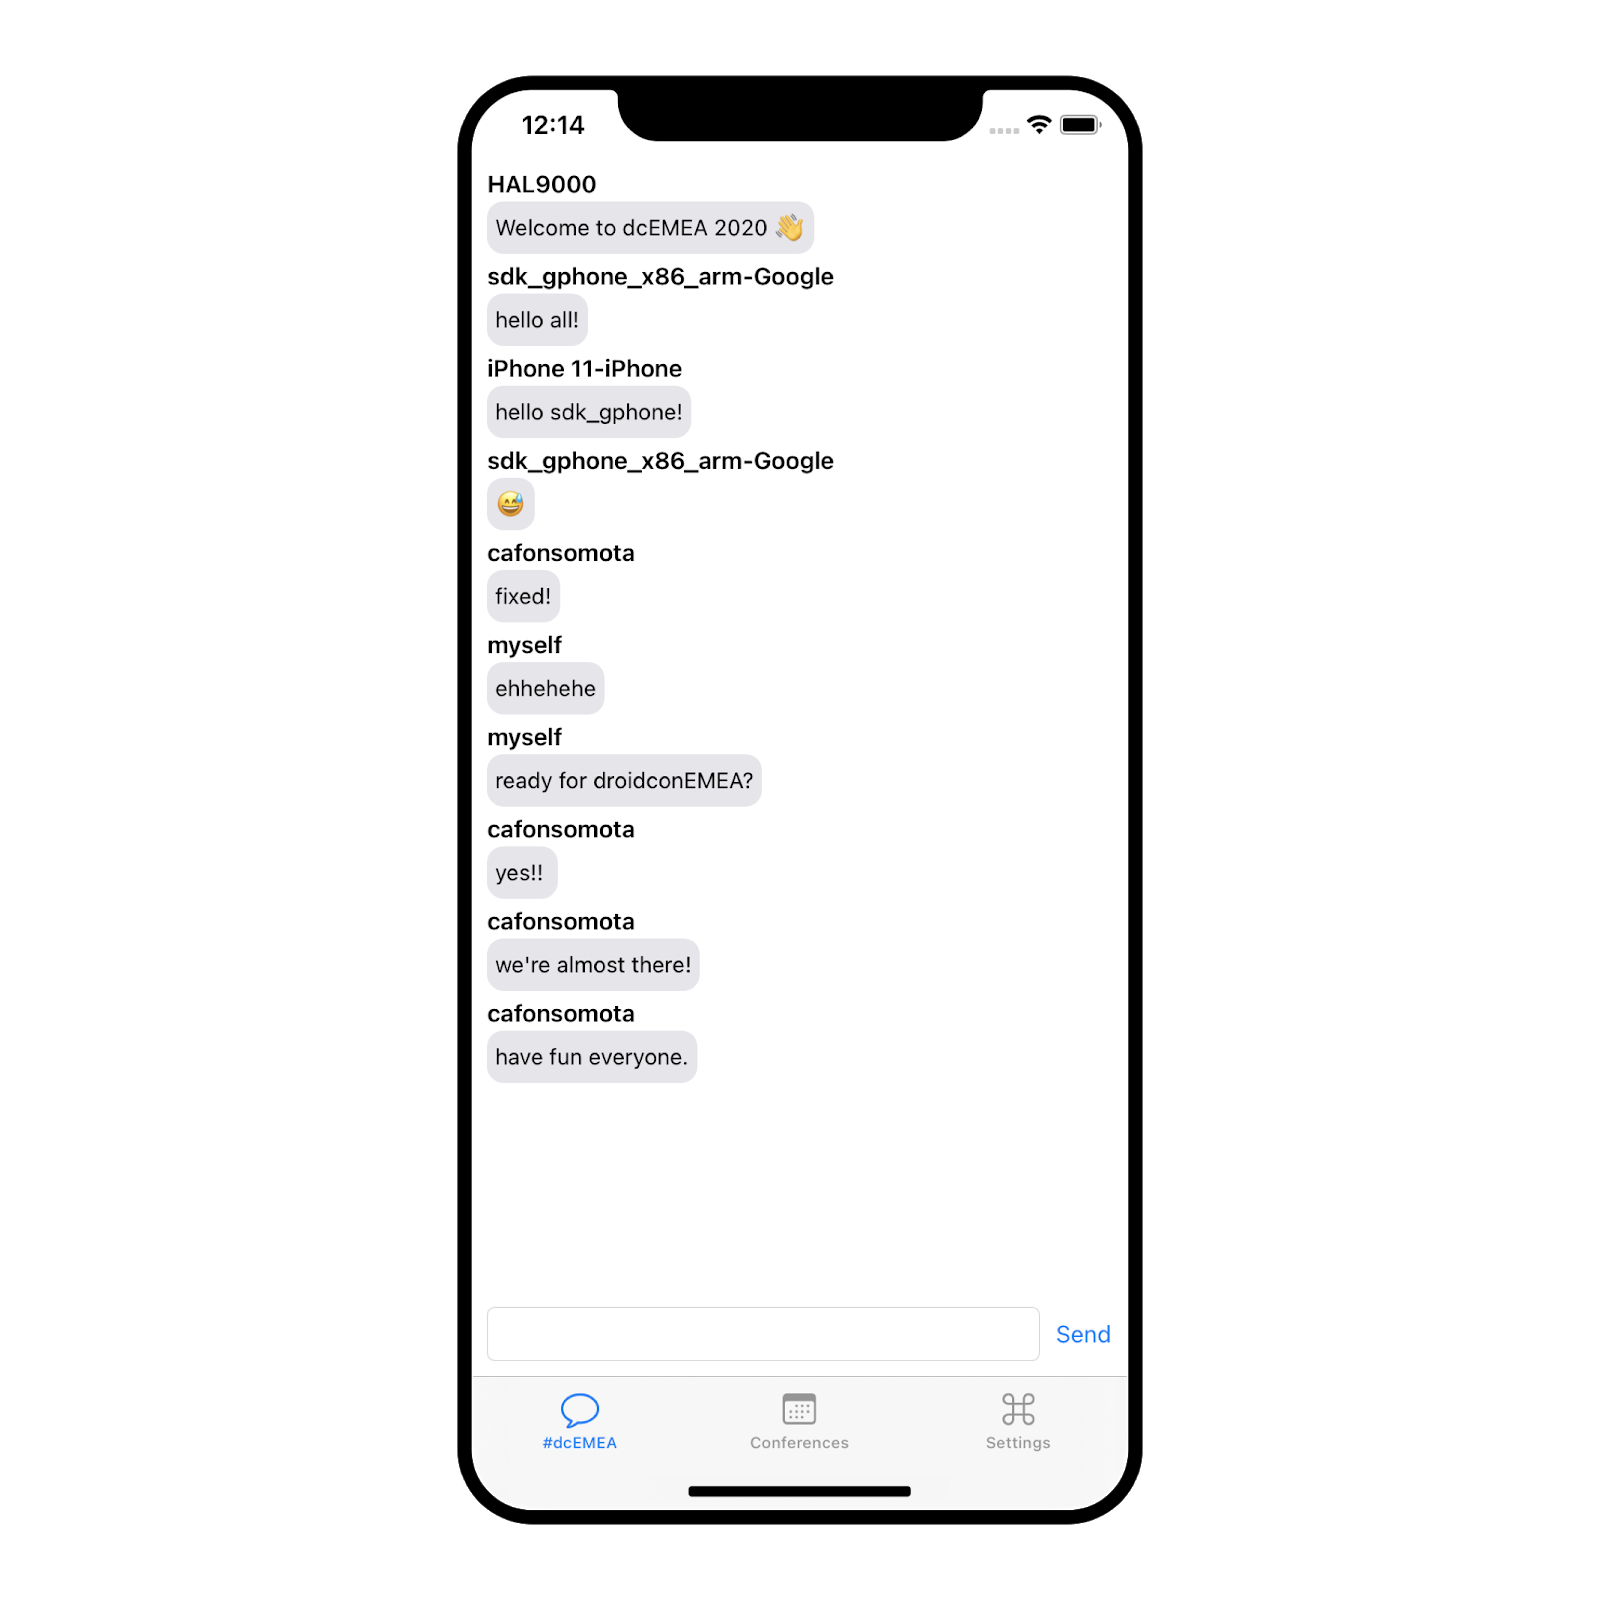 12:14
HAL9000
Welcome to dcEMEA 2020 👋
sdk_gphone_x86_arm-Google
hello all!
iPhone 11-iPhone
hello sdk_gphone!
sdk_gphone_x86_arm-Google
😅
cafonsomota
fixed!
myself
ehhehehe
myself
ready for droidconEMEA?
cafonsomota
yes!!
cafonsomota
we're almost there!
cafonsomota
have fun everyone.
Send
#dcEMEA
Conferences
Settings